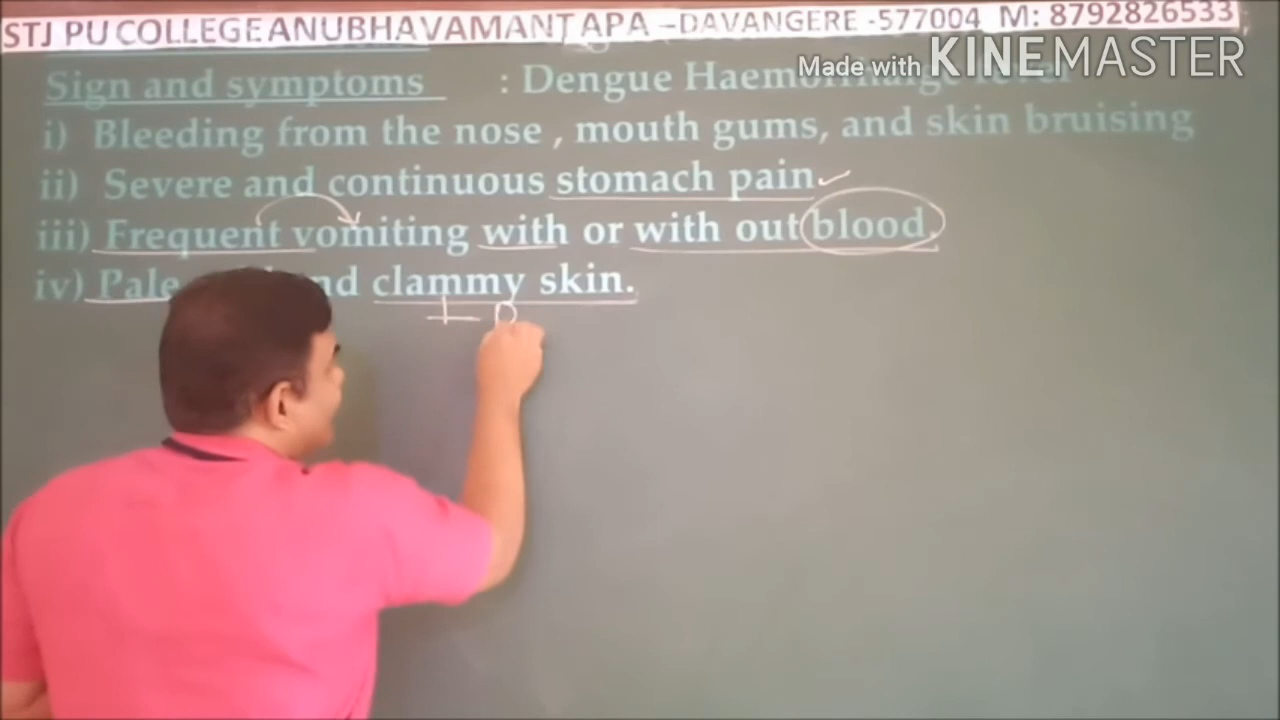 STJ PU COLLEGE ANUBHAVAMANTAPA –DAVANGERE -577004 M: 8792826533
Made with KINEMASTER
Sign and symptoms : Dengue
i) Bleeding from the nose , mouth gums, and skin bruising
ii) Severe and continuous stomach pain
iii) Frequent vomiting with or with out blood.
iv) Pale clammy skin.